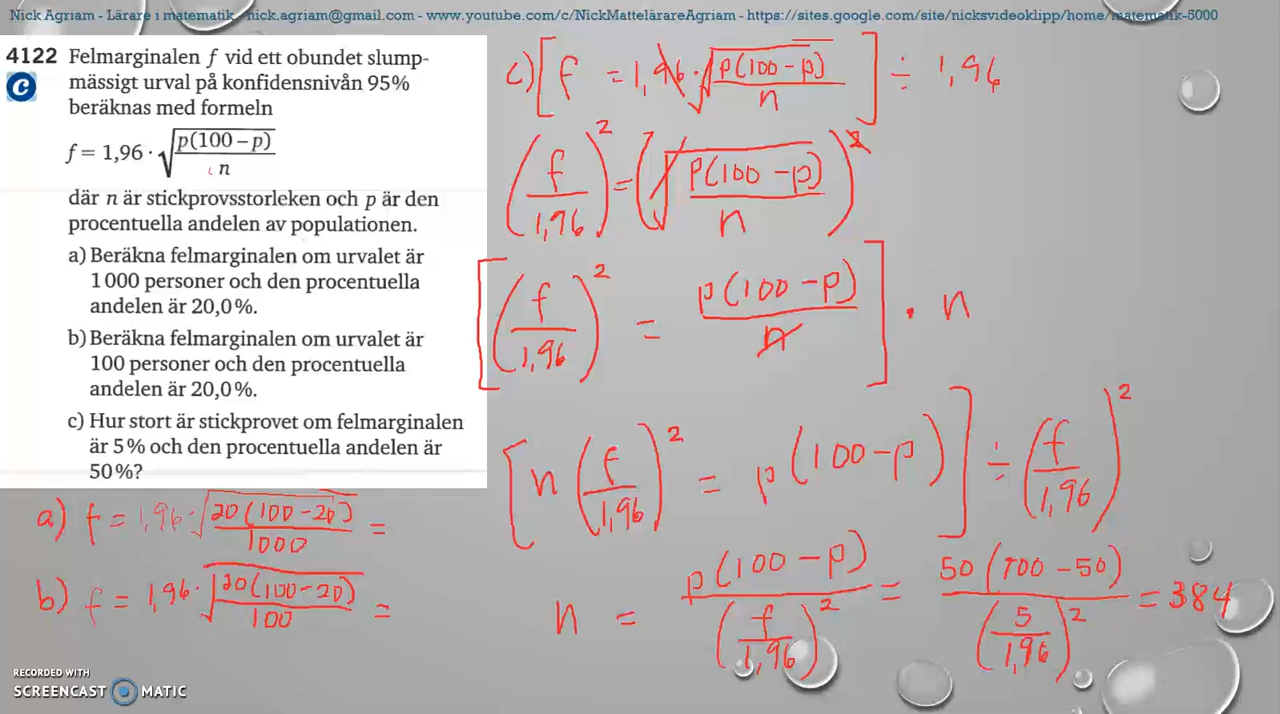 Nick Agriam - Lärare i matematik - nick.agriam@gmail.com - www.youtube.com/c/NickMattelärareAgriam - https://sites.google.com/site/nicksvideoklipp/home/matematik-5000
4122 Felmarginalen f vid ett obundet slump-
C mässigt urval på konfidensnivån 95%
beräknas med formeln
f = 1,96 · √(p(100 – p)/n)
där n är stickprovsstorleken och p är den
procentuella andelen av populationen.
a) Beräkna felmarginalen om urvalet är
1 000 personer och den procentuella
andelen är 20,0%.
b) Beräkna felmarginalen om urvalet är
100 personer och den procentuella
andelen är 20,0%.
c) Hur stort är stickprovet om felmarginalen
är 5% och den procentuella andelen är
50%?
a) f = 1,96 · √(20(100-20)/1000) =
b) f = 1,96 · √(20(100-20)/100) =
c) [f = 1,96 · √(p(100-p)/n)] ÷ 1,96
(f/1,96)² = (√(p(100-p)/n))²
[(f/1,96)² = p(100-p)/n] · n
[n(f/1,96)² = p(100-p)] ÷ (f/1,96)²
n = p(100-p)/(f/1,96)² = 50(100-50)/(5/1,96)² = 384
RECORDED WITH
SCREENCAST MATIC